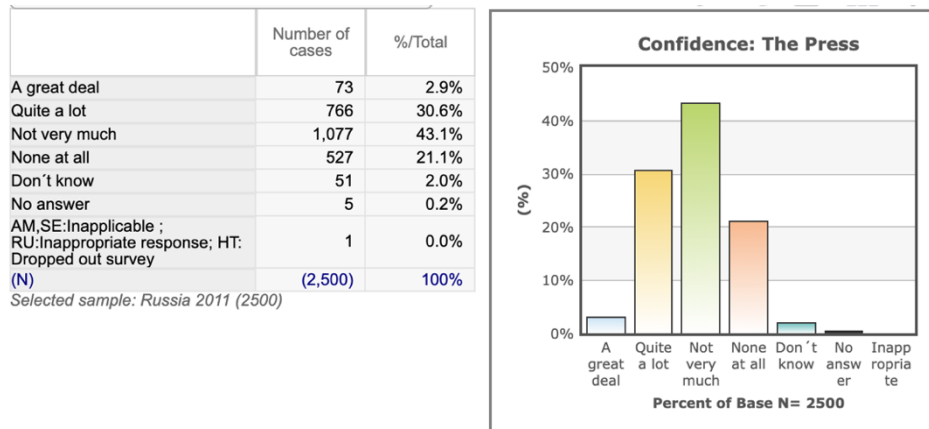 Number of cases %/Total
A great deal 73 2.9%
Quite a lot 766 30.6%
Not very much 1,077 43.1%
None at all 527 21.1%
Don´t know 51 2.0%
No answer 5 0.2%
AM,SE:Inapplicable ;
RU:Inappropriate response; HT: 1 0.0%
Dropped out survey
(N) (2,500) 100%
Selected sample: Russia 2011 (2500)
Confidence: The Press
50%
40%
30%
20%
10%
0%
(%)
A great deal
Quite a lot
Not very much
None at all
Don´t know
No answ er
Inapp ropria te
Percent of Base N= 2500